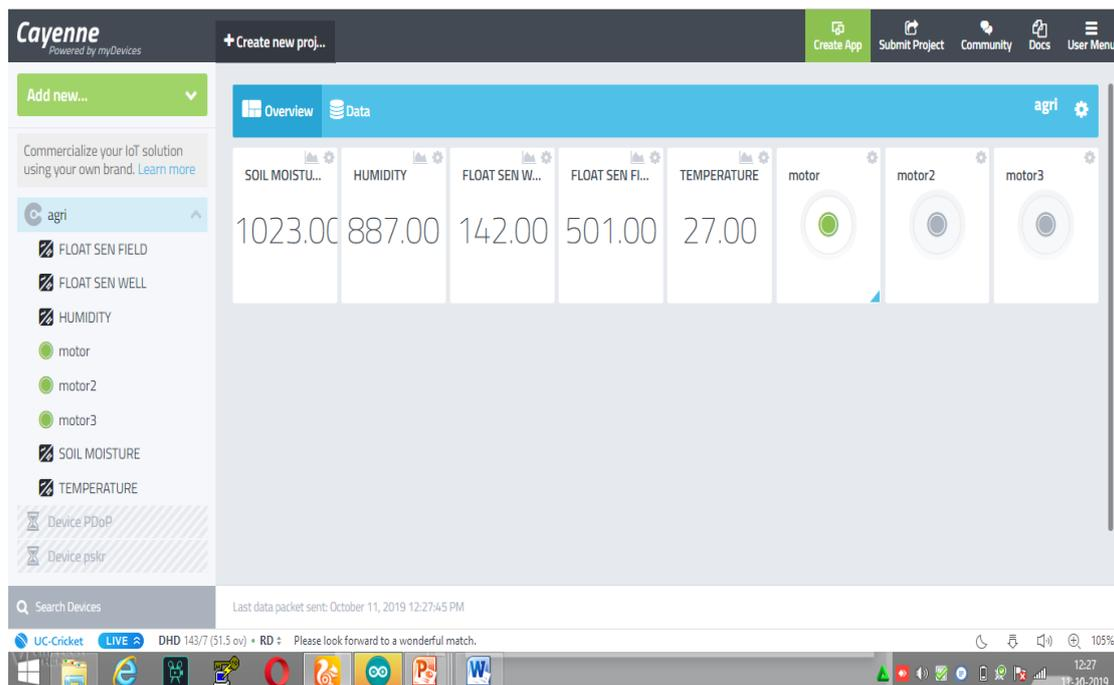 Cayenne
Powered by myDevices
+ Create new proj...
Create App
Submit Project
Community
Docs
User Menu
Add new...
Commercialize your IoT solution
using your own brand. Learn more
agri
FLOAT SEN FIELD
FLOAT SEN WELL
HUMIDITY
motor
motor2
motor3
SOIL MOISTURE
TEMPERATURE
Device PDoP
Device pskr
Search Devices
Overview
Data
agri
SOIL MOISTU...
1023.00
HUMIDITY
887.00
FLOAT SEN W...
142.00
FLOAT SEN FI...
501.00
TEMPERATURE
27.00
motor
motor2
motor3
Last data packet sent: October 11, 2019 12:27:45 PM
UC-Cricket
LIVE
DHD 143/7 (51.5 ov) • RD
Please look forward to a wonderful match.
105%
12:27